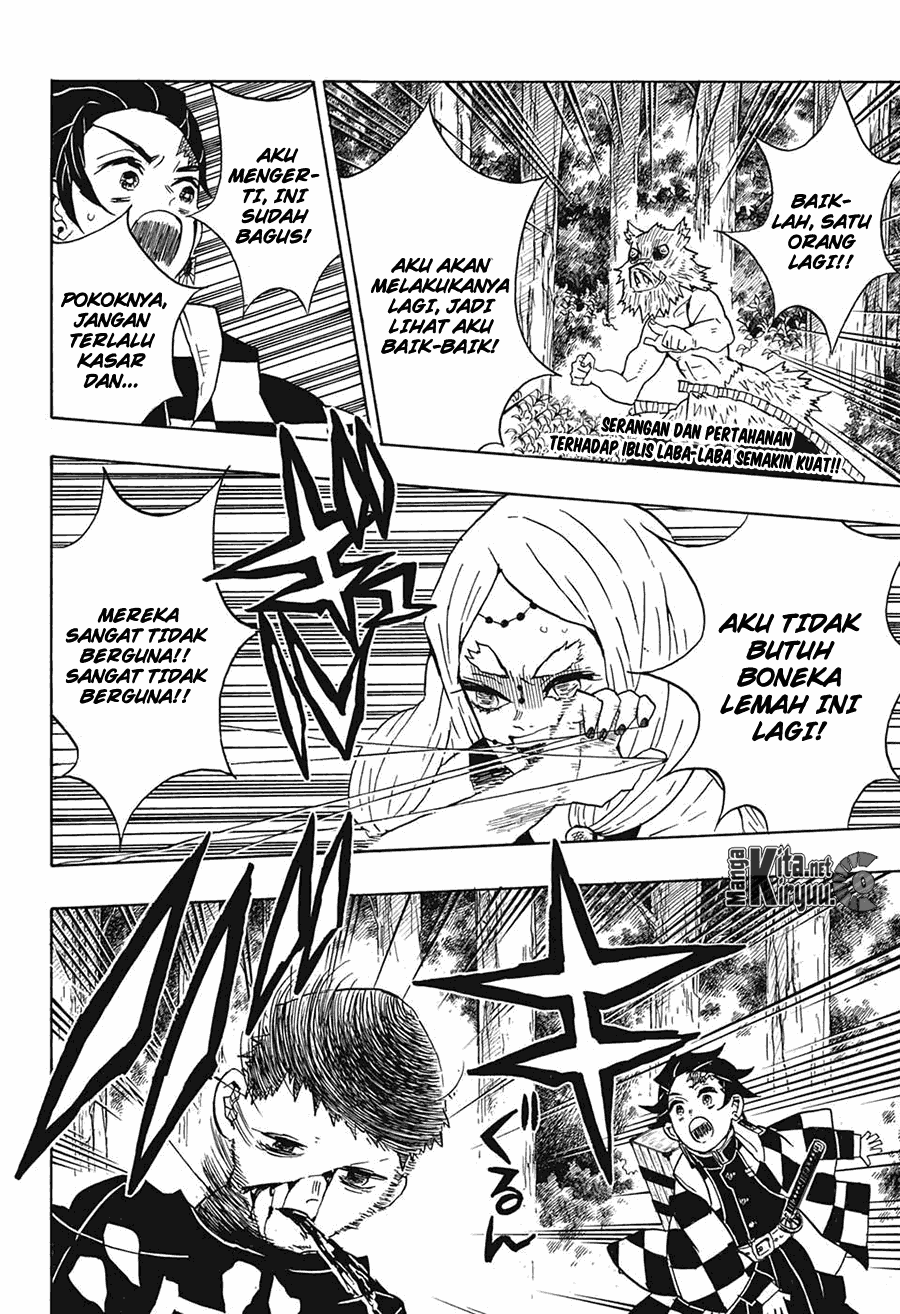 BAIK-
LAH, SATU
ORANG
LAGI!!
AKU AKAN
MELAKUKANYA
LAGI, JADI
LIHAT AKU
BAIK-BAIK!
SERANGAN DAN PERTAHANAN
TERHADAP IBLIS LABA-LABA SEMAKIN KUAT!!
AKU
MENGER-
TI, INI
SUDAH
BAGUS!
POKOKNYA,
JANGAN
TERLALU
KASAR
DAN...
AKU TIDAK
BUTUH
BONEKA
LEMAH INI
LAGI!
MEREKA
SANGAT TIDAK
BERGUNA!!
SANGAT TIDAK
BERGUNA!!
MangaKita.net
Kiryuu.co
ぐるん